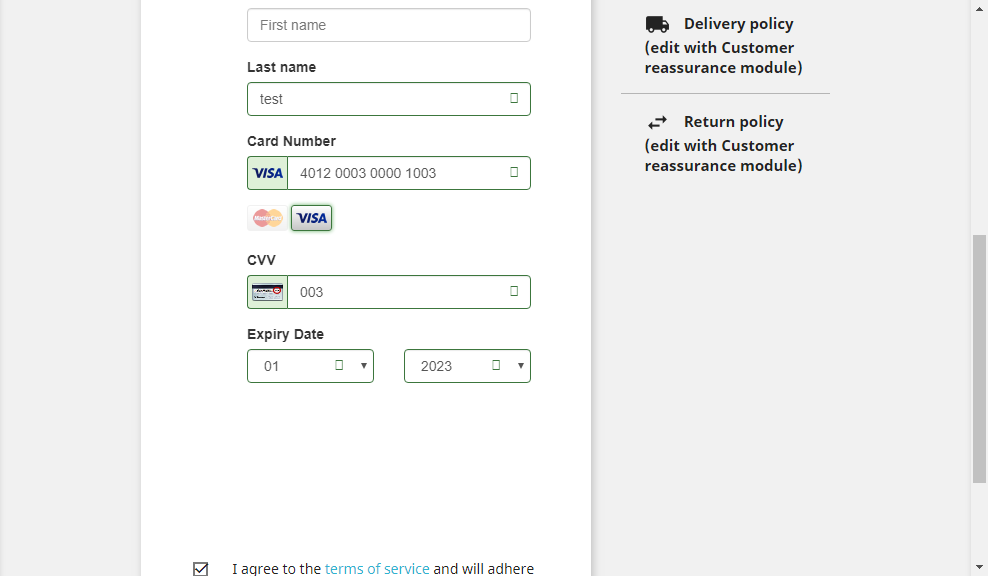 First name
Last name
test
Card Number
VISA 4012 0003 0000 1003
MasterCard VISA
CVV
003
Expiry Date
01 2023
I agree to the terms of service and will adhere
Delivery policy
(edit with Customer
reassurance module)
Return policy
(edit with Customer
reassurance module)